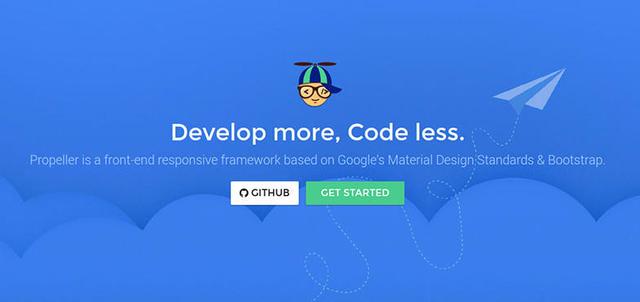 Develop more, Code less.
Propeller is a front-end responsive framework based on Google's Material Design Standards & Bootstrap.
GITHUB
GET STARTED